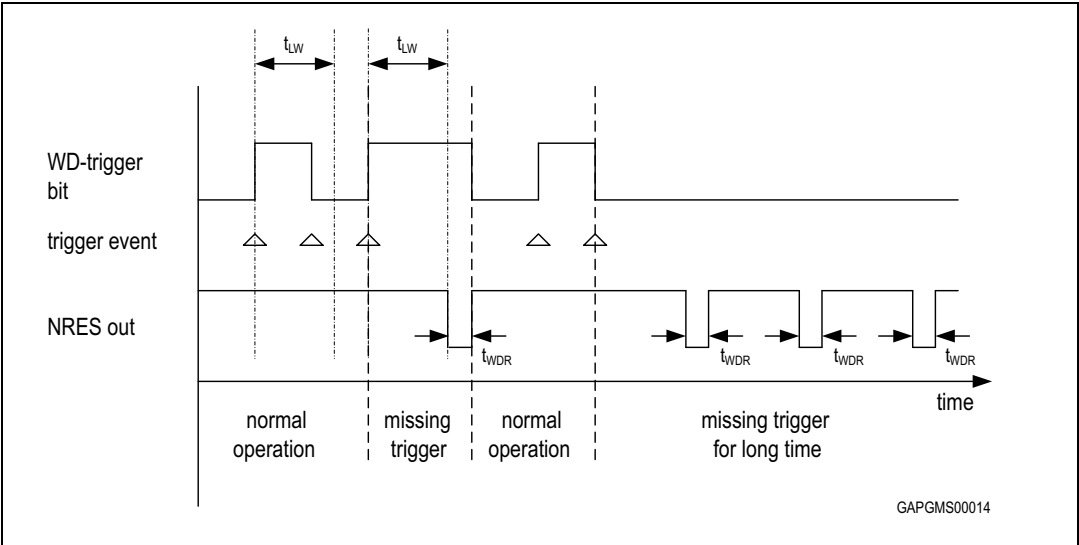 tLW
tLW
WD-trigger
bit
trigger event
NRES out
tWDR
tWDR
tWDR
tWDR
time
normal
operation
missing
trigger
normal
operation
missing trigger
for long time
GAPGMS00014